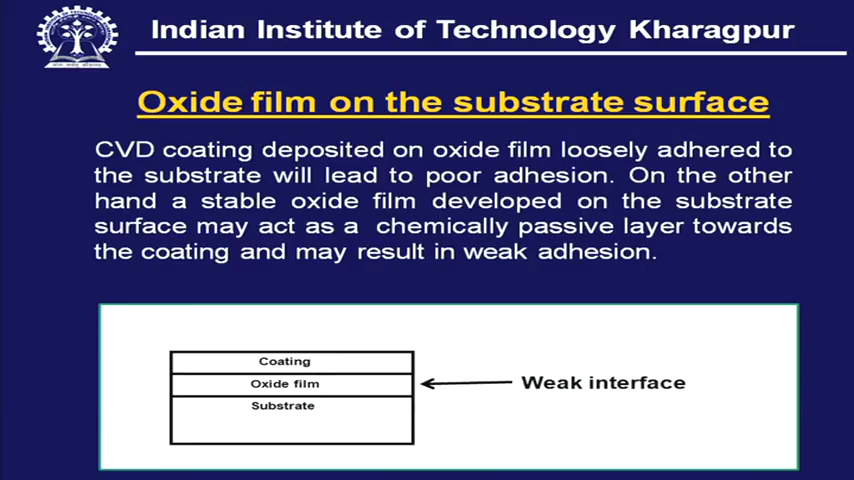 Indian Institute of Technology Kharagpur
Oxide film on the substrate surface
CVD coating deposited on oxide film loosely adhered to
the substrate will lead to poor adhesion. On the other
hand a stable oxide film developed on the substrate
surface may act as a chemically passive layer towards
the coating and may result in weak adhesion.
Coating
Oxide film
Weak interface
Substrate